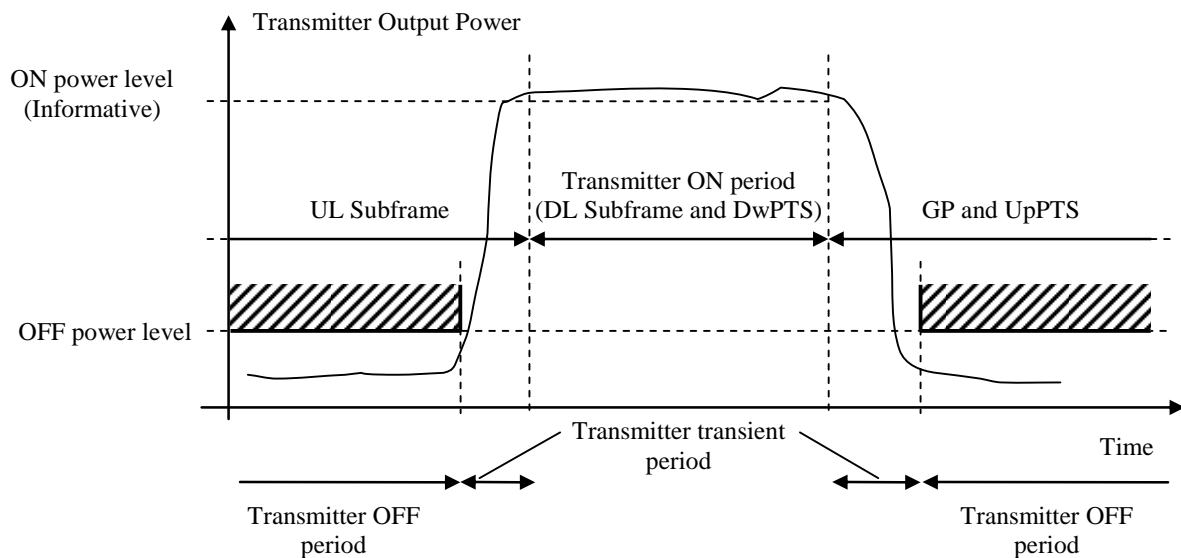 Transmitter Output Power
ON power level
(Informative)
UL Subframe
Transmitter ON period
(DL Subframe and DwPTS)
GP and UpPTS
OFF power level
Transmitter transient
period
Time
Transmitter OFF
period
Transmitter OFF
period